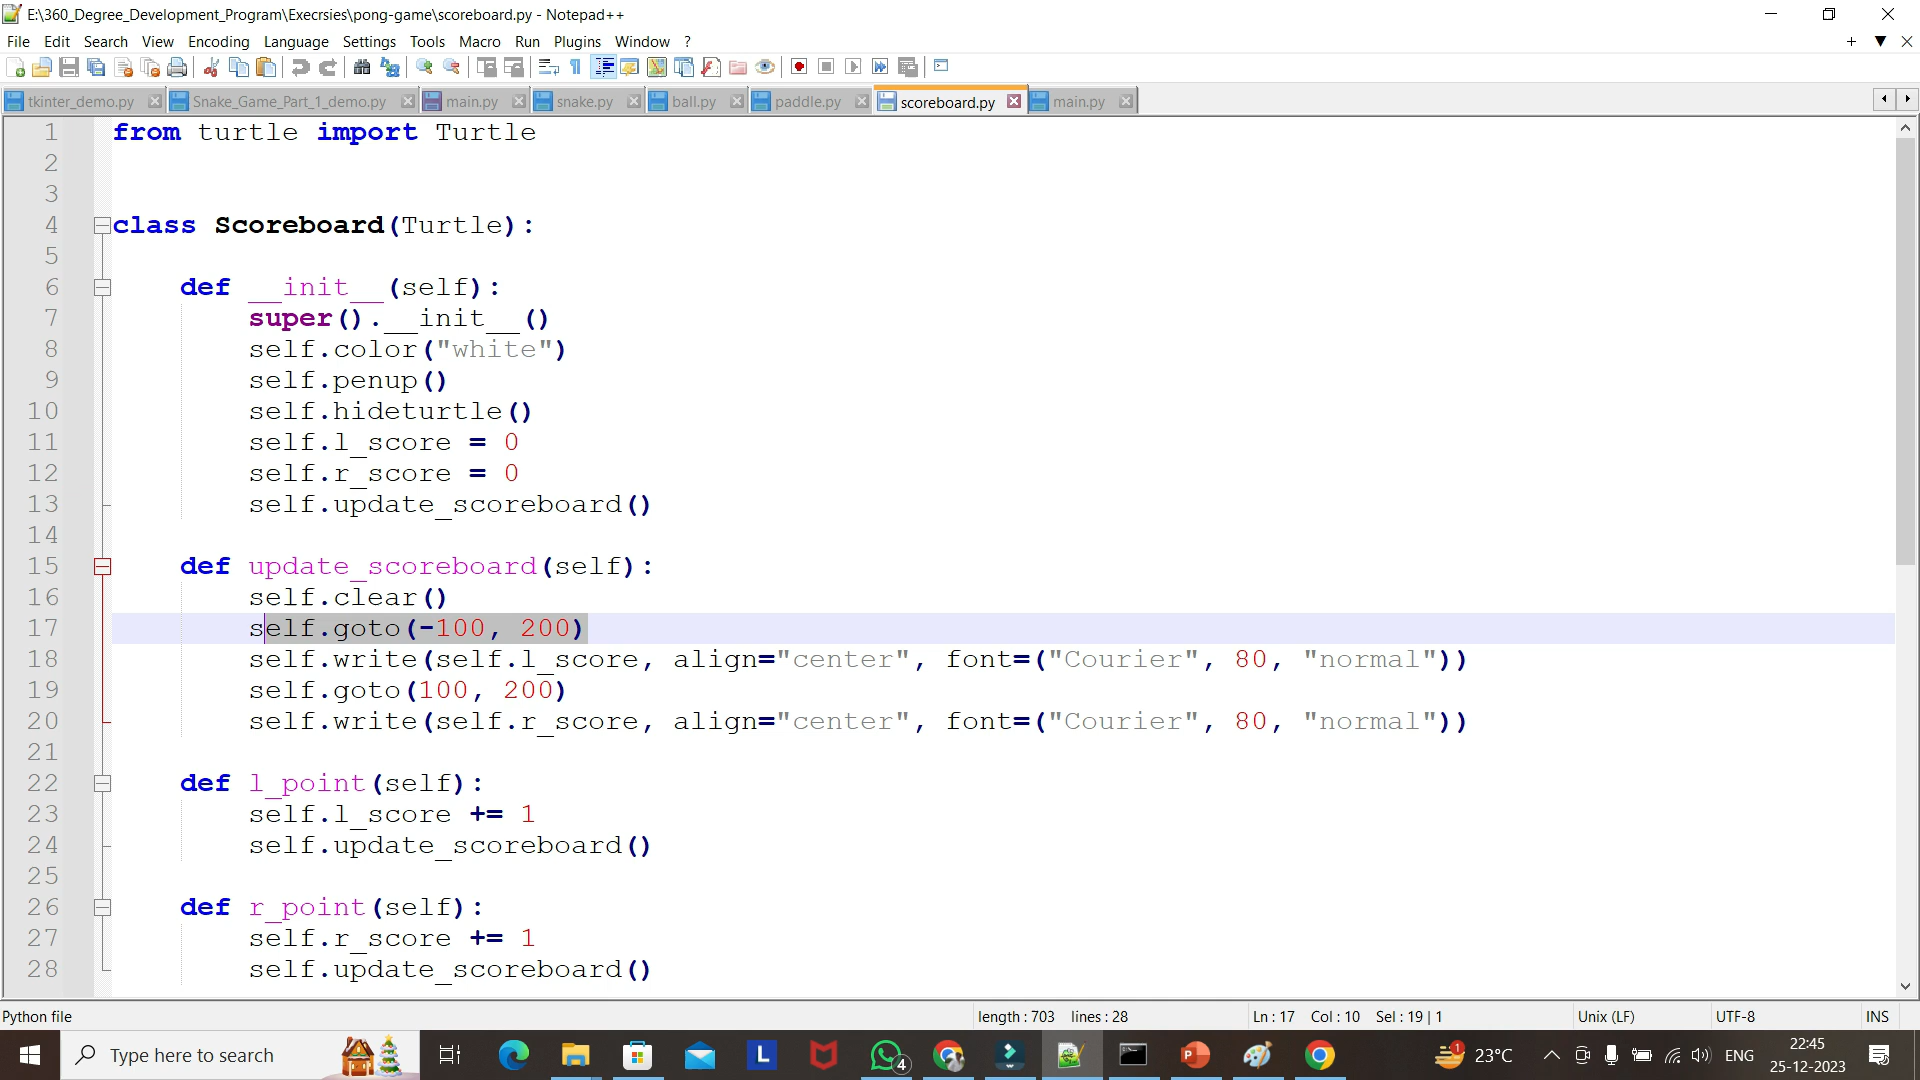 E:\360_Degree_Development_Program\Execrsies\pong-game\scoreboard.py - Notepad++
File Edit Search View Encoding Language Settings Tools Macro Run Plugins Window ?
tkinter_demo.py Snake_Game_Part_1_demo.py main.py snake.py ball.py paddle.py scoreboard.py main.py
1 from turtle import Turtle
2
3
4 class Scoreboard(Turtle):
5
6 def __init__(self):
7 super().__init__()
8 self.color("white")
9 self.penup()
10 self.hideturtle()
11 self.l_score = 0
12 self.r_score = 0
13 self.update_scoreboard()
14
15 def update_scoreboard(self):
16 self.clear()
17 self.goto(-100, 200)
18 self.write(self.l_score, align="center", font=("Courier", 80, "normal"))
19 self.goto(100, 200)
20 self.write(self.r_score, align="center", font=("Courier", 80, "normal"))
21
22 def l_point(self):
23 self.l_score += 1
24 self.update_scoreboard()
25
26 def r_point(self):
27 self.r_score += 1
28 self.update_scoreboard()
Python file length : 703 lines : 28 Ln : 17 Col : 10 Sel : 19 | 1 Unix (LF) UTF-8 INS
Type here to search L P 4 1 23°C ENG 22:45
25-12-2023